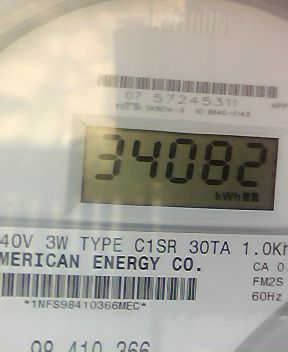 07 57245311
34082
kWh
40V 3W TYPE C1SR 30TA 1.0Kh
MERICAN ENERGY CO.
CA 0.
FM2S
60Hz
*1NFS98410366MEC*
98 410 366